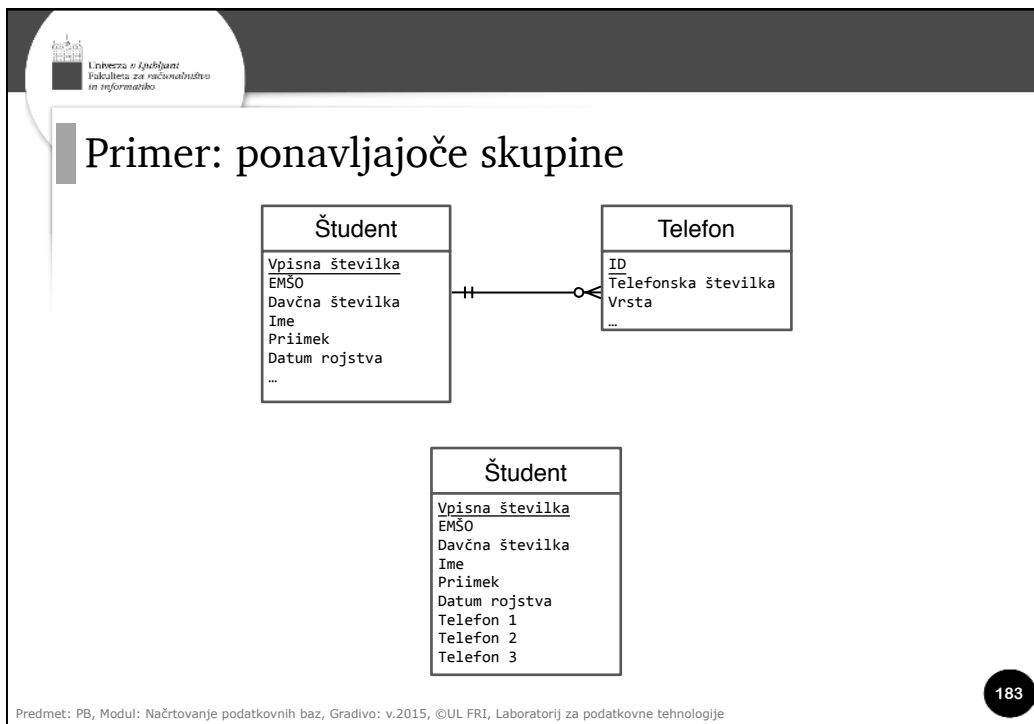 Univerza v Ljubljani
Fakulteta za računalništvo
in informatiko
Primer: ponavljajoče skupine
Študent
Vpisna številka
EMŠO
Davčna številka
Ime
Priimek
Datum rojstva
…
Telefon
ID
Telefonska številka
Vrsta
…
Študent
Vpisna številka
EMŠO
Davčna številka
Ime
Priimek
Datum rojstva
Telefon 1
Telefon 2
Telefon 3
183
Predmet: PB, Modul: Načrtovanje podatkovnih baz, Gradivo: v.2015, ©UL FRI, Laboratorij za podatkovne tehnologije